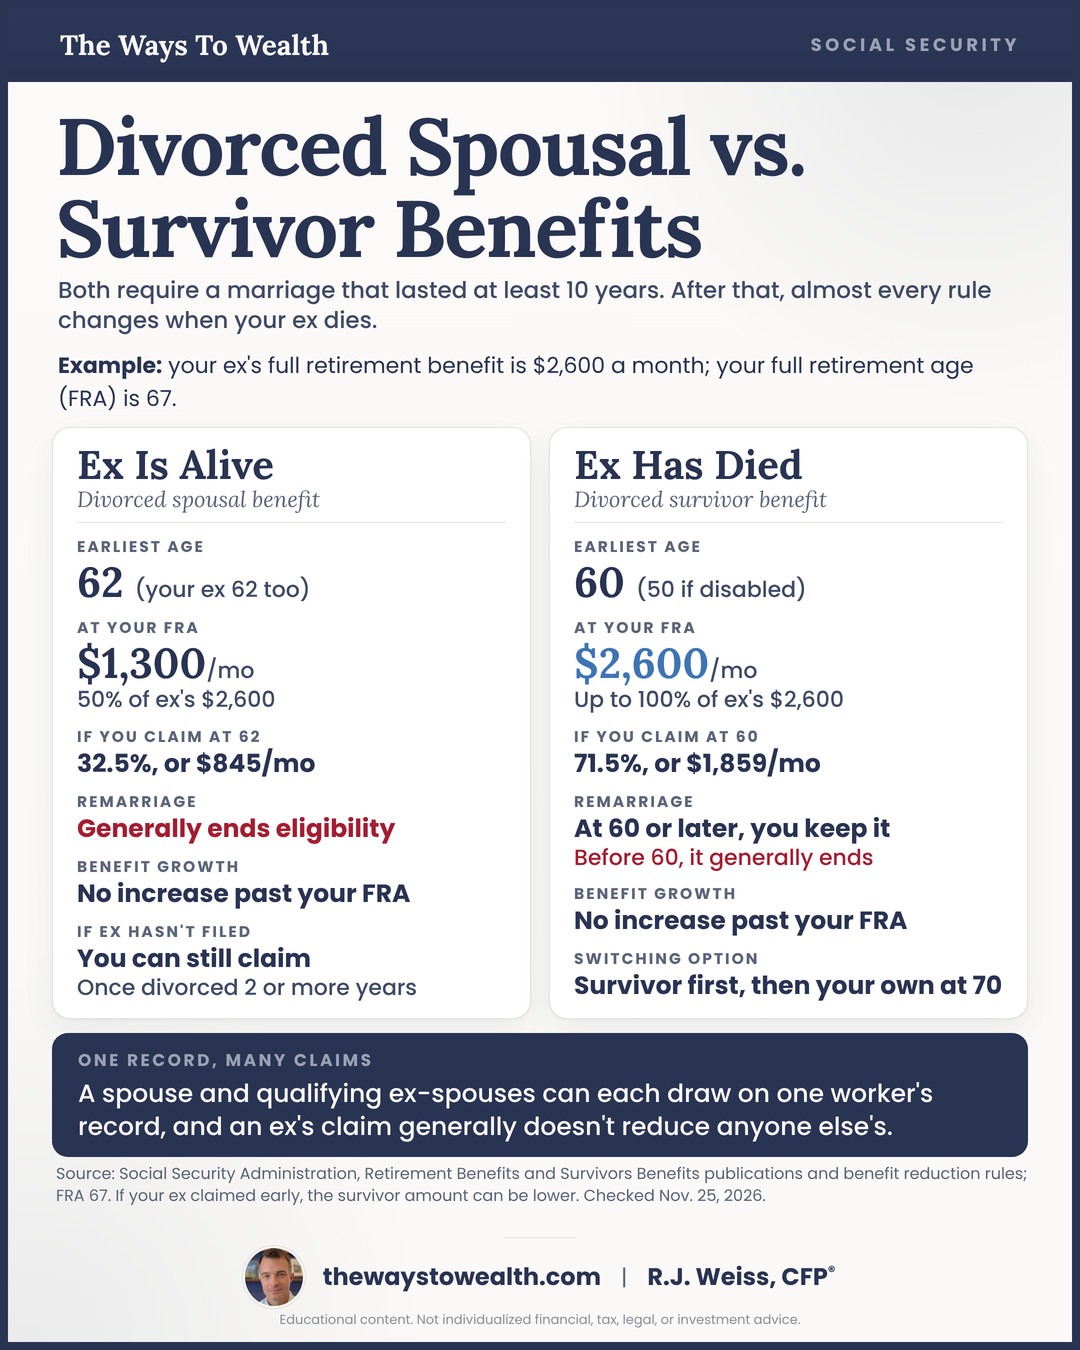 The Ways To Wealth
SOCIAL SECURITY
Divorced Spousal vs.
Survivor Benefits
Both require a marriage that lasted at least 10 years. After that, almost every rule
changes when your ex dies.
Example: your ex's full retirement benefit is $2,600 a month; your full retirement age
(FRA) is 67.
Ex Is Alive
Divorced spousal benefit
EARLIEST AGE
62 (your ex 62 too)
AT YOUR FRA
$1,300/mo
50% of ex's $2,600
IF YOU CLAIM AT 62
32.5%, or $845/mo
REMARRIAGE
Generally ends eligibility
BENEFIT GROWTH
No increase past your FRA
IF EX HASN'T FILED
You can still claim
Once divorced 2 or more years
Ex Has Died
Divorced survivor benefit
EARLIEST AGE
60 (50 if disabled)
AT YOUR FRA
$2,600/mo
Up to 100% of ex's $2,600
IF YOU CLAIM AT 60
71.5%, or $1,859/mo
REMARRIAGE
At 60 or later, you keep it
Before 60, it generally ends
BENEFIT GROWTH
No increase past your FRA
SWITCHING OPTION
Survivor first, then your own at 70
ONE RECORD, MANY CLAIMS
A spouse and qualifying ex-spouses can each draw on one worker's
record, and an ex's claim generally doesn't reduce anyone else's.
Source: Social Security Administration, Retirement Benefits and Survivors Benefits publications and benefit reduction rules;
FRA 67. If your ex claimed early, the survivor amount can be lower. Checked Nov. 25, 2026.
thewaystowealth.com | R.J. Weiss, CFP®
Educational content. Not individualized financial, tax, legal, or investment advice.